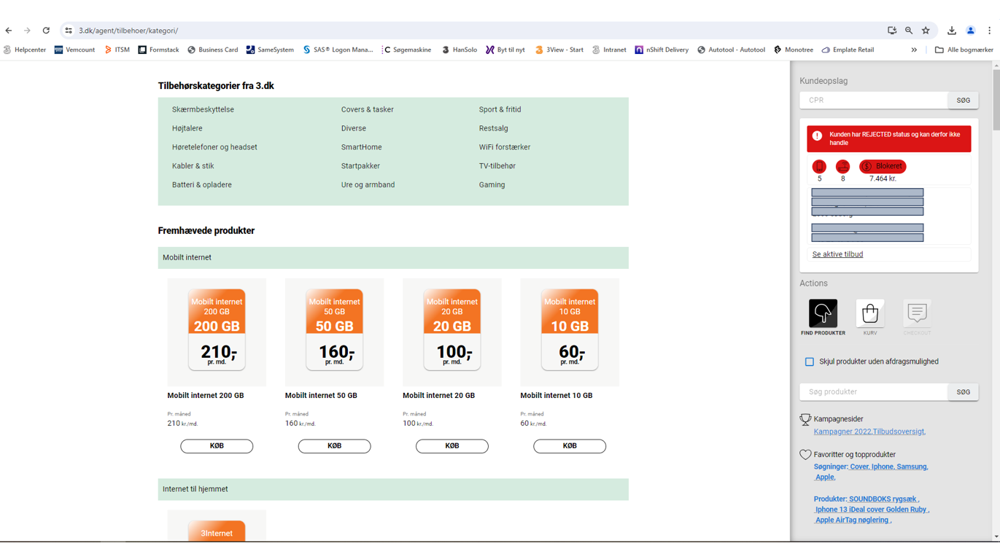 3.dk/agent/tilbehoer/kategori/
Helpcenter Vemcount ITSM Formstack Business Card SameSystem SAS® Logon Mana... Søgemaskine HanSolo Byt til nyt 3View - Start Intranet nShift Delivery Autotool - Autotool Monotree Emplate Retail » Alle bogmærker
Tilbehørskategorier fra 3.dk
Skærmbeskyttelse Covers & tasker Sport & fritid
Højtalere Diverse Restsalg
Høretelefoner og headset SmartHome WiFi forstærker
Kabler & stik Startpakker TV-tilbehør
Batteri & opladere Ure og armband Gaming
Fremhævede produkter
Mobilt internet
Mobilt internet Mobilt internet Mobilt internet Mobilt internet
200 GB 50 GB 20 GB 10 GB
200 GB 50 GB 20 GB 10 GB
210,- 160,- 100,- 60,-
pr. md. pr. md. pr. md. pr. md.
Mobilt internet 200 GB Mobilt internet 50 GB Mobilt internet 20 GB Mobilt internet 10 GB
Pr. måned Pr. måned Pr. måned Pr. måned
210 kr./md. 160 kr./md. 100 kr./md. 60 kr./md.
KØB KØB KØB KØB
Internet til hjemmet
3Internet
Kundeopslag
CPR SØG
Kunden har REJECTED status og kan derfor ikke
handle
Blokeret
5 8 7.464 kr.
Se aktive tilbud
Actions
FIND PRODUKTER KURV CHECKOUT
Skjul produkter uden afdragsmulighed
Søg produkter SØG
Kampagnesider
Kampagner 2022,Tilbudsoversigt,
Favoritter og topprodukter
Søgninger: Cover, Iphone, Samsung,
Apple,
Produkter: SOUNDBOKS rygsæk ,
Iphone 13 iDeal cover Golden Ruby ,
Apple AirTag nøglering ,